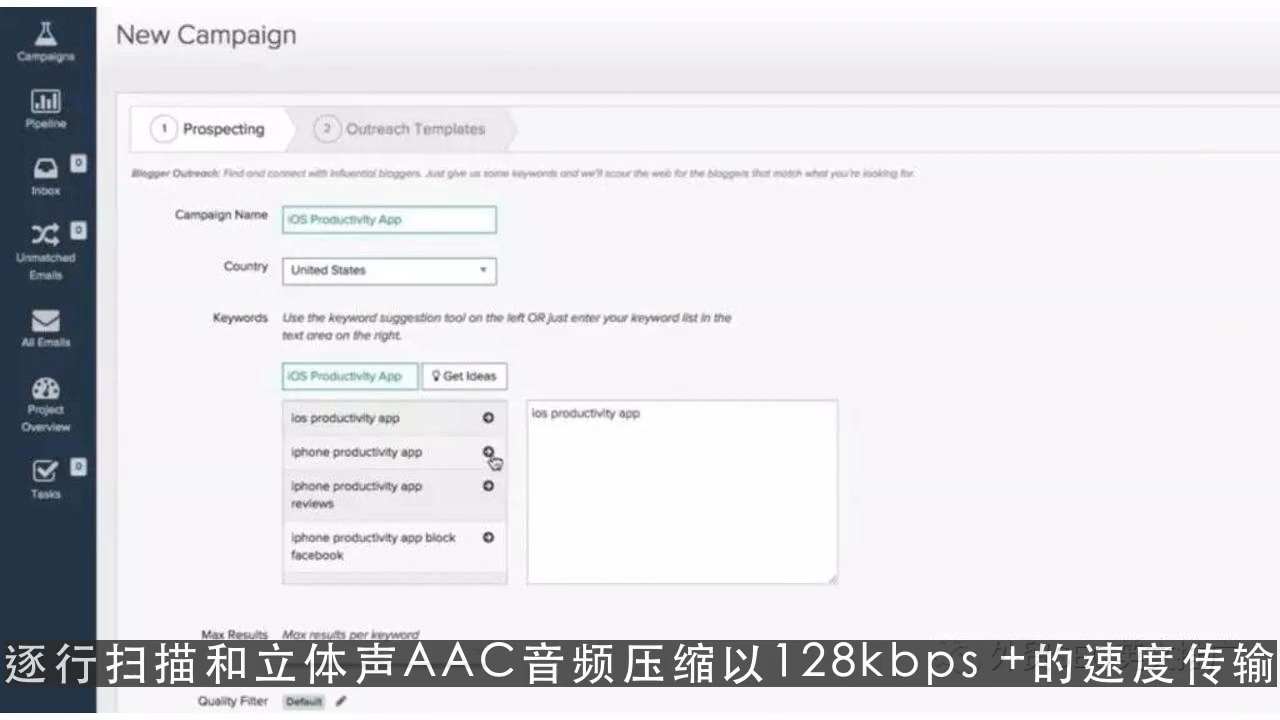 New Campaign
Campaigns
Pipeline
0
Inbox
0
Unmatched
Emails
All Emails
Project
Overview
0
Tasks
1 Prospecting
2 Outreach Templates
Blogger Outreach: Find and connect with influential bloggers. Just give us some keywords and we'll scour the web for the bloggers that match what you're looking for.
Campaign Name iOS Productivity App
Country United States
Keywords Use the keyword suggestion tool on the left OR just enter your keyword list in the
text area on the right.
iOS Productivity App Get Ideas
ios productivity app
iphone productivity app
iphone productivity app
reviews
iphone productivity app block
facebook
ios productivity app
Max Results Max results per keyword
逐行扫描和立体声AAC音频压缩以128kbps +的速度传输
Quality Filter Default